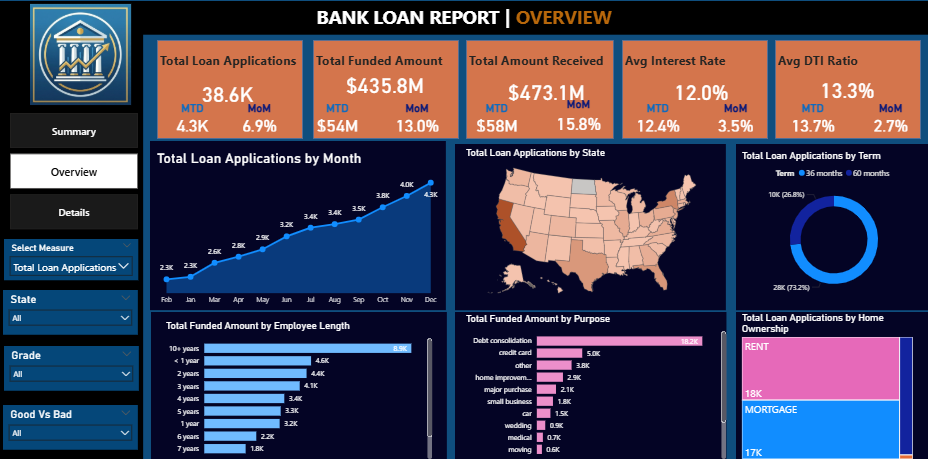 BANK LOAN REPORT | OVERVIEW
Summary
Overview
Details
Select Measure
Total Loan Applications
State
All
Grade
All
Good Vs Bad
All
Total Loan Applications
38.6K
MTD MoM
4.3K 6.9%
Total Funded Amount
$435.8M
MTD MoM
$54M 13.0%
Total Amount Received
$473.1M
MTD MoM
$58M 15.8%
Avg Interest Rate
12.0%
MTD MoM
12.4% 3.5%
Avg DTI Ratio
13.3%
MTD MoM
13.7% 2.7%
Total Loan Applications by Month
2.3K 2.3K 2.6K 2.8K 2.9K 3.2K 3.4K 3.4K 3.5K 3.8K 4.0K 4.3K
Feb Jan Mar Apr May Jun Jul Aug Sep Oct Nov Dec
Total Loan Applications by State
Total Loan Applications by Term
Term 36 months 60 months
10K (26.8%)
28K (73.2%)
Total Funded Amount by Employee Length
10+ years 8.9K
< 1 year 4.6K
2 years 4.4K
3 years 4.1K
4 years 3.4K
5 years 3.3K
1 year 3.2K
6 years 2.2K
7 years 1.8K
Total Funded Amount by Purpose
Debt consolidation 18.2K
credit card 5.0K
other 3.8K
home improvem... 2.9K
major purchase 2.1K
small business 1.8K
car 1.5K
wedding 0.9K
medical 0.7K
moving 0.6K
Total Loan Applications by Home
Ownership
RENT
18K
MORTGAGE
17K